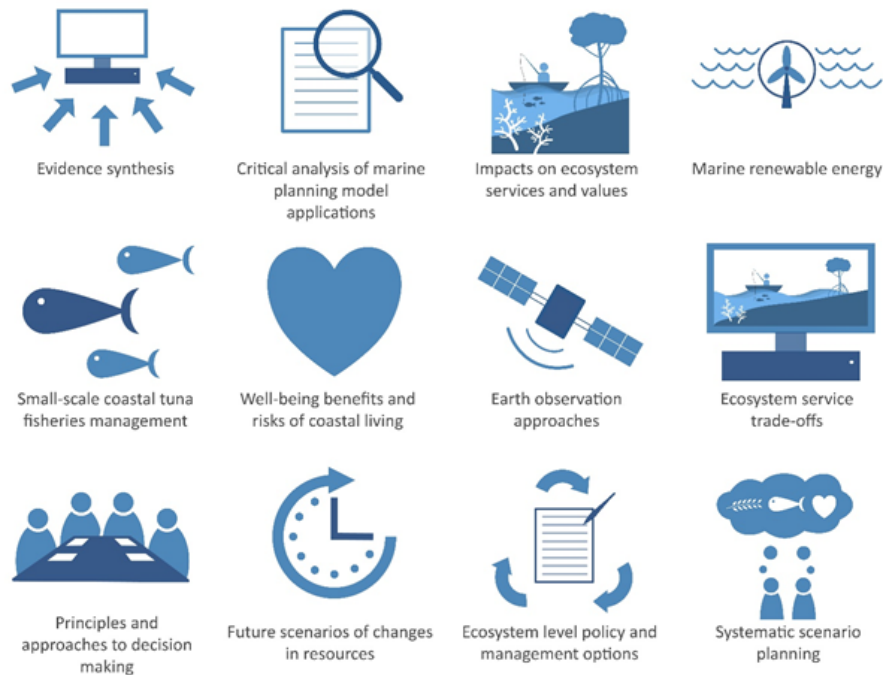 Evidence synthesis
Critical analysis of marine
planning model
applications
Impacts on ecosystem
services and values
Marine renewable energy
Small-scale coastal tuna
fisheries management
Well-being benefits and
risks of coastal living
Earth observation
approaches
Ecosystem service
trade-offs
Principles and
approaches to decision
making
Future scenarios of changes
in resources
Ecosystem level policy and
management options
Systematic scenario
planning